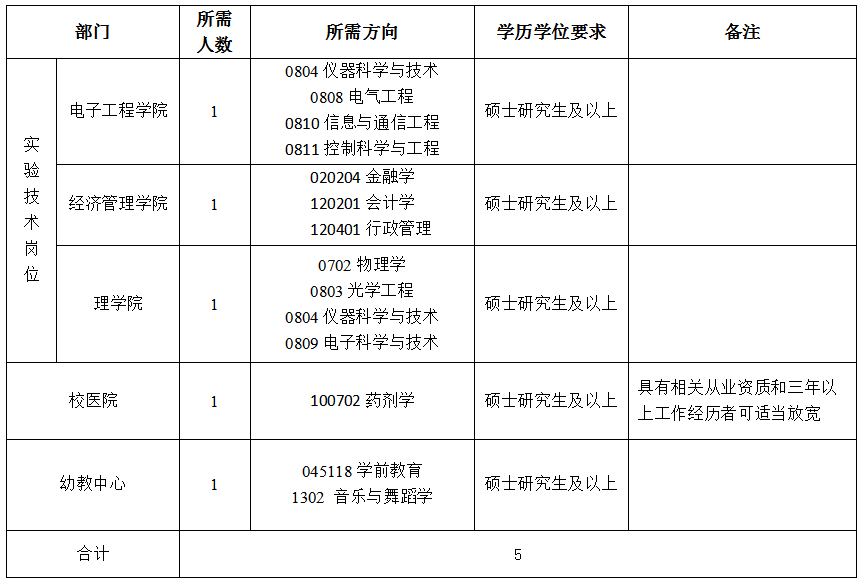 部门 所需人数 所需方向 学历学位要求 备注
实验技术岗位
电子工程学院 1 0804 仪器科学与技术 硕士研究生及以上
0808 电气工程
0810 信息与通信工程
0811 控制科学与工程
经济管理学院 1 020204 金融学 硕士研究生及以上
120201 会计学
120401 行政管理
理学院 1 0702 物理学 硕士研究生及以上
0803 光学工程
0804 仪器科学与技术
0809 电子科学与技术
校医院 1 100702 药剂学 硕士研究生及以上 具有相关从业资质和三年以
上工作经历者可适当放宽
幼教中心 1 045118 学前教育 硕士研究生及以上
1302 音乐与舞蹈学
合计 5